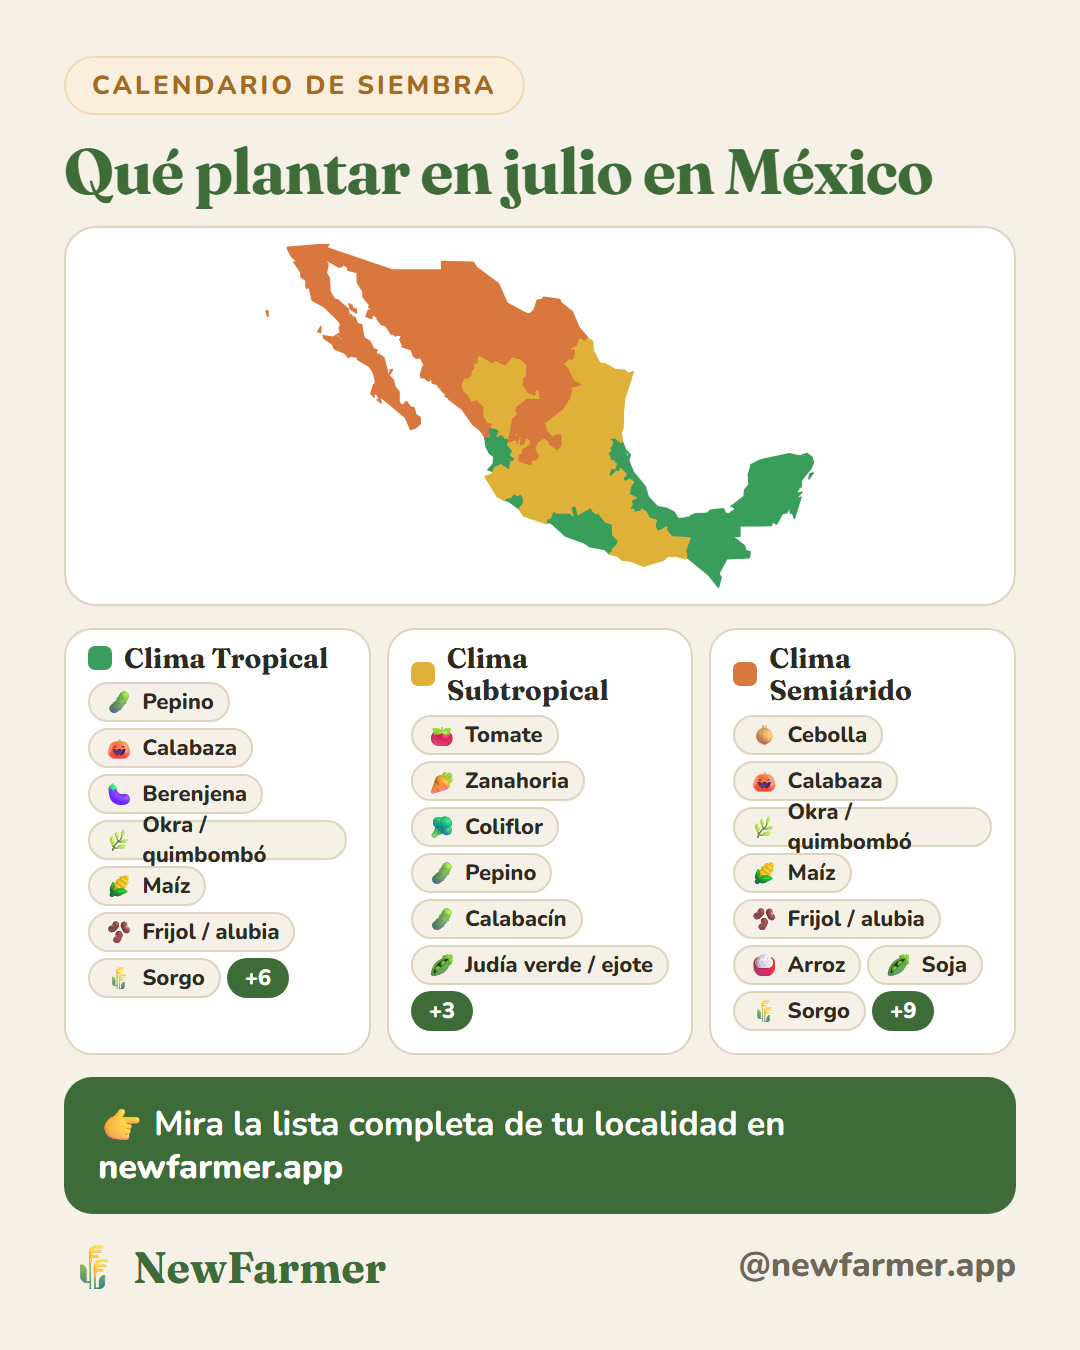 CALENDARIO DE SIEMBRA
Qué plantar en julio en México
Clima Tropical
Pepino
Calabaza
Berenjena
Okra /
quimbombó
Maíz
Frijol / alubia
Sorgo +6
Clima
Subtropical
Tomate
Zanahoria
Coliflor
Pepino
Calabacín
Judía verde / ejote
+3
Clima
Semiárido
Cebolla
Calabaza
Okra /
quimbombó
Maíz
Frijol / alubia
Arroz Soja
Sorgo +9
👉 Mira la lista completa de tu localidad en
newfarmer.app
NewFarmer
@newfarmer.app